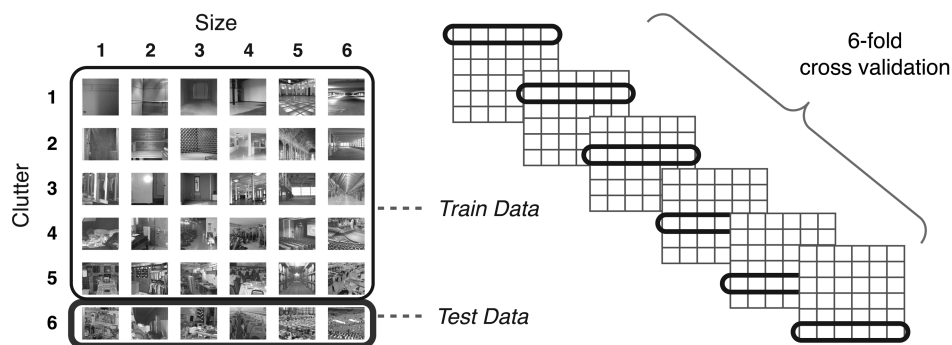 Size
1 2 3 4 5 6
Clutter
1
2
3
4
5
6
Train Data
Test Data
6-fold
cross validation